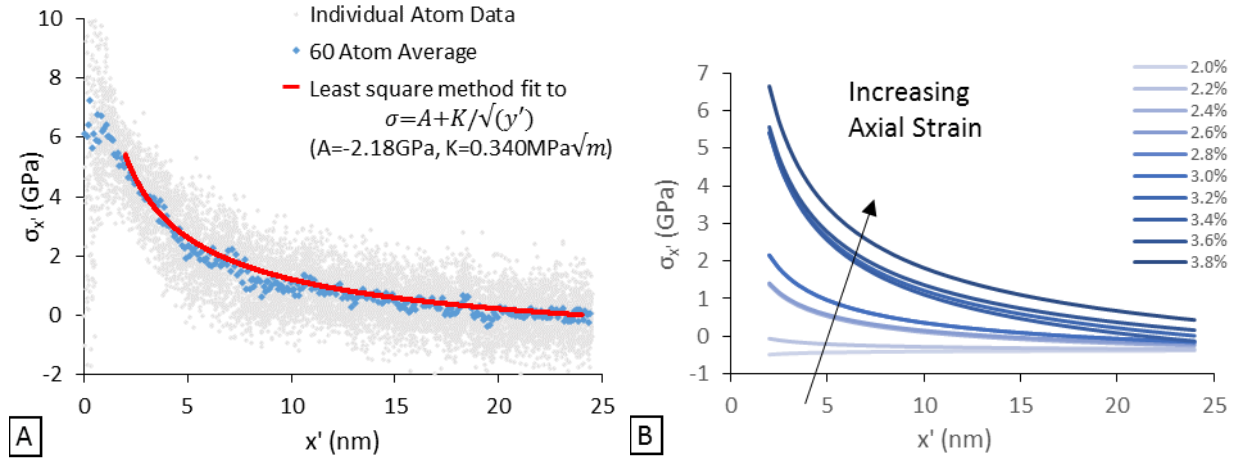 10
8
6
4
2
0
-2
σx' (GPa)
0 5 10 15 20 25
x' (nm)
Individual Atom Data
60 Atom Average
Least square method fit to
σ=A+K/√(y')
(A=-2.18GPa, K=0.340MPa√m)
A
7
6
5
4
3
2
1
0
-1
σx' (GPa)
0 5 10 15 20 25
x' (nm)
Increasing
Axial Strain
2.0%
2.2%
2.4%
2.6%
2.8%
3.0%
3.2%
3.4%
3.6%
3.8%
B